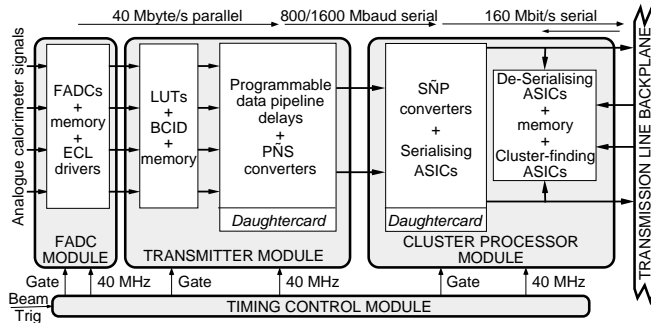 40 Mbyte/s parallel
800/1600 Mbaud serial
160 Mbit/s serial
Analogue calorimeter signals
FADCs
+
memory
+
ECL
drivers
FADC
MODULE
LUTs
+
BCID
+
memory
Programmable
data pipeline
delays
+
PÑS
converters
Daughtercard
TRANSMITTER MODULE
SÑP
converters
+
Serialising
ASICs
Daughtercard
De-Serialising
ASICs
+
memory
+
Cluster-finding
ASICs
CLUSTER PROCESSOR
MODULE
TRANSMISSION LINE BACKPLANE
Gate
40 MHz
Gate
40 MHz
Gate
40 MHz
Beam
Trig
TIMING CONTROL MODULE